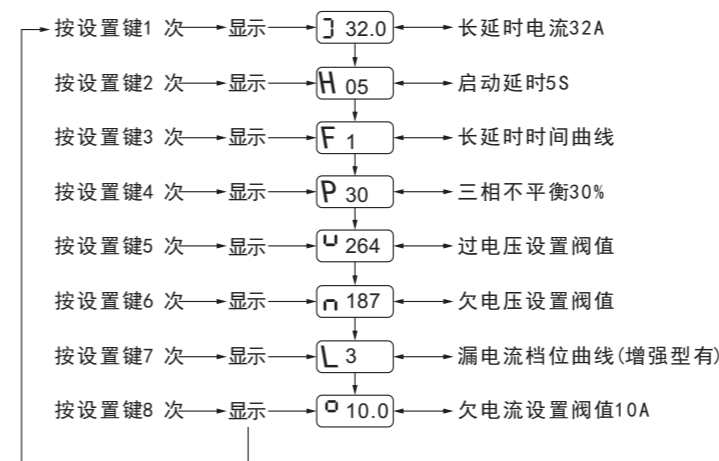 按设置键1 次 显示 コ 32.0 长延时电流32A
按设置键2 次 显示 H 05 启动延时5S
按设置键3 次 显示 F 1 长延时时间曲线
按设置键4 次 显示 P 30 三相不平衡30%
按设置键5 次 显示 U 264 过电压设置阀值
按设置键6 次 显示 n 187 欠电压设置阀值
按设置键7 次 显示 L 3 漏电流档位曲线(增强型有)
按设置键8 次 显示 o 10.0 欠电流设置阀值10A